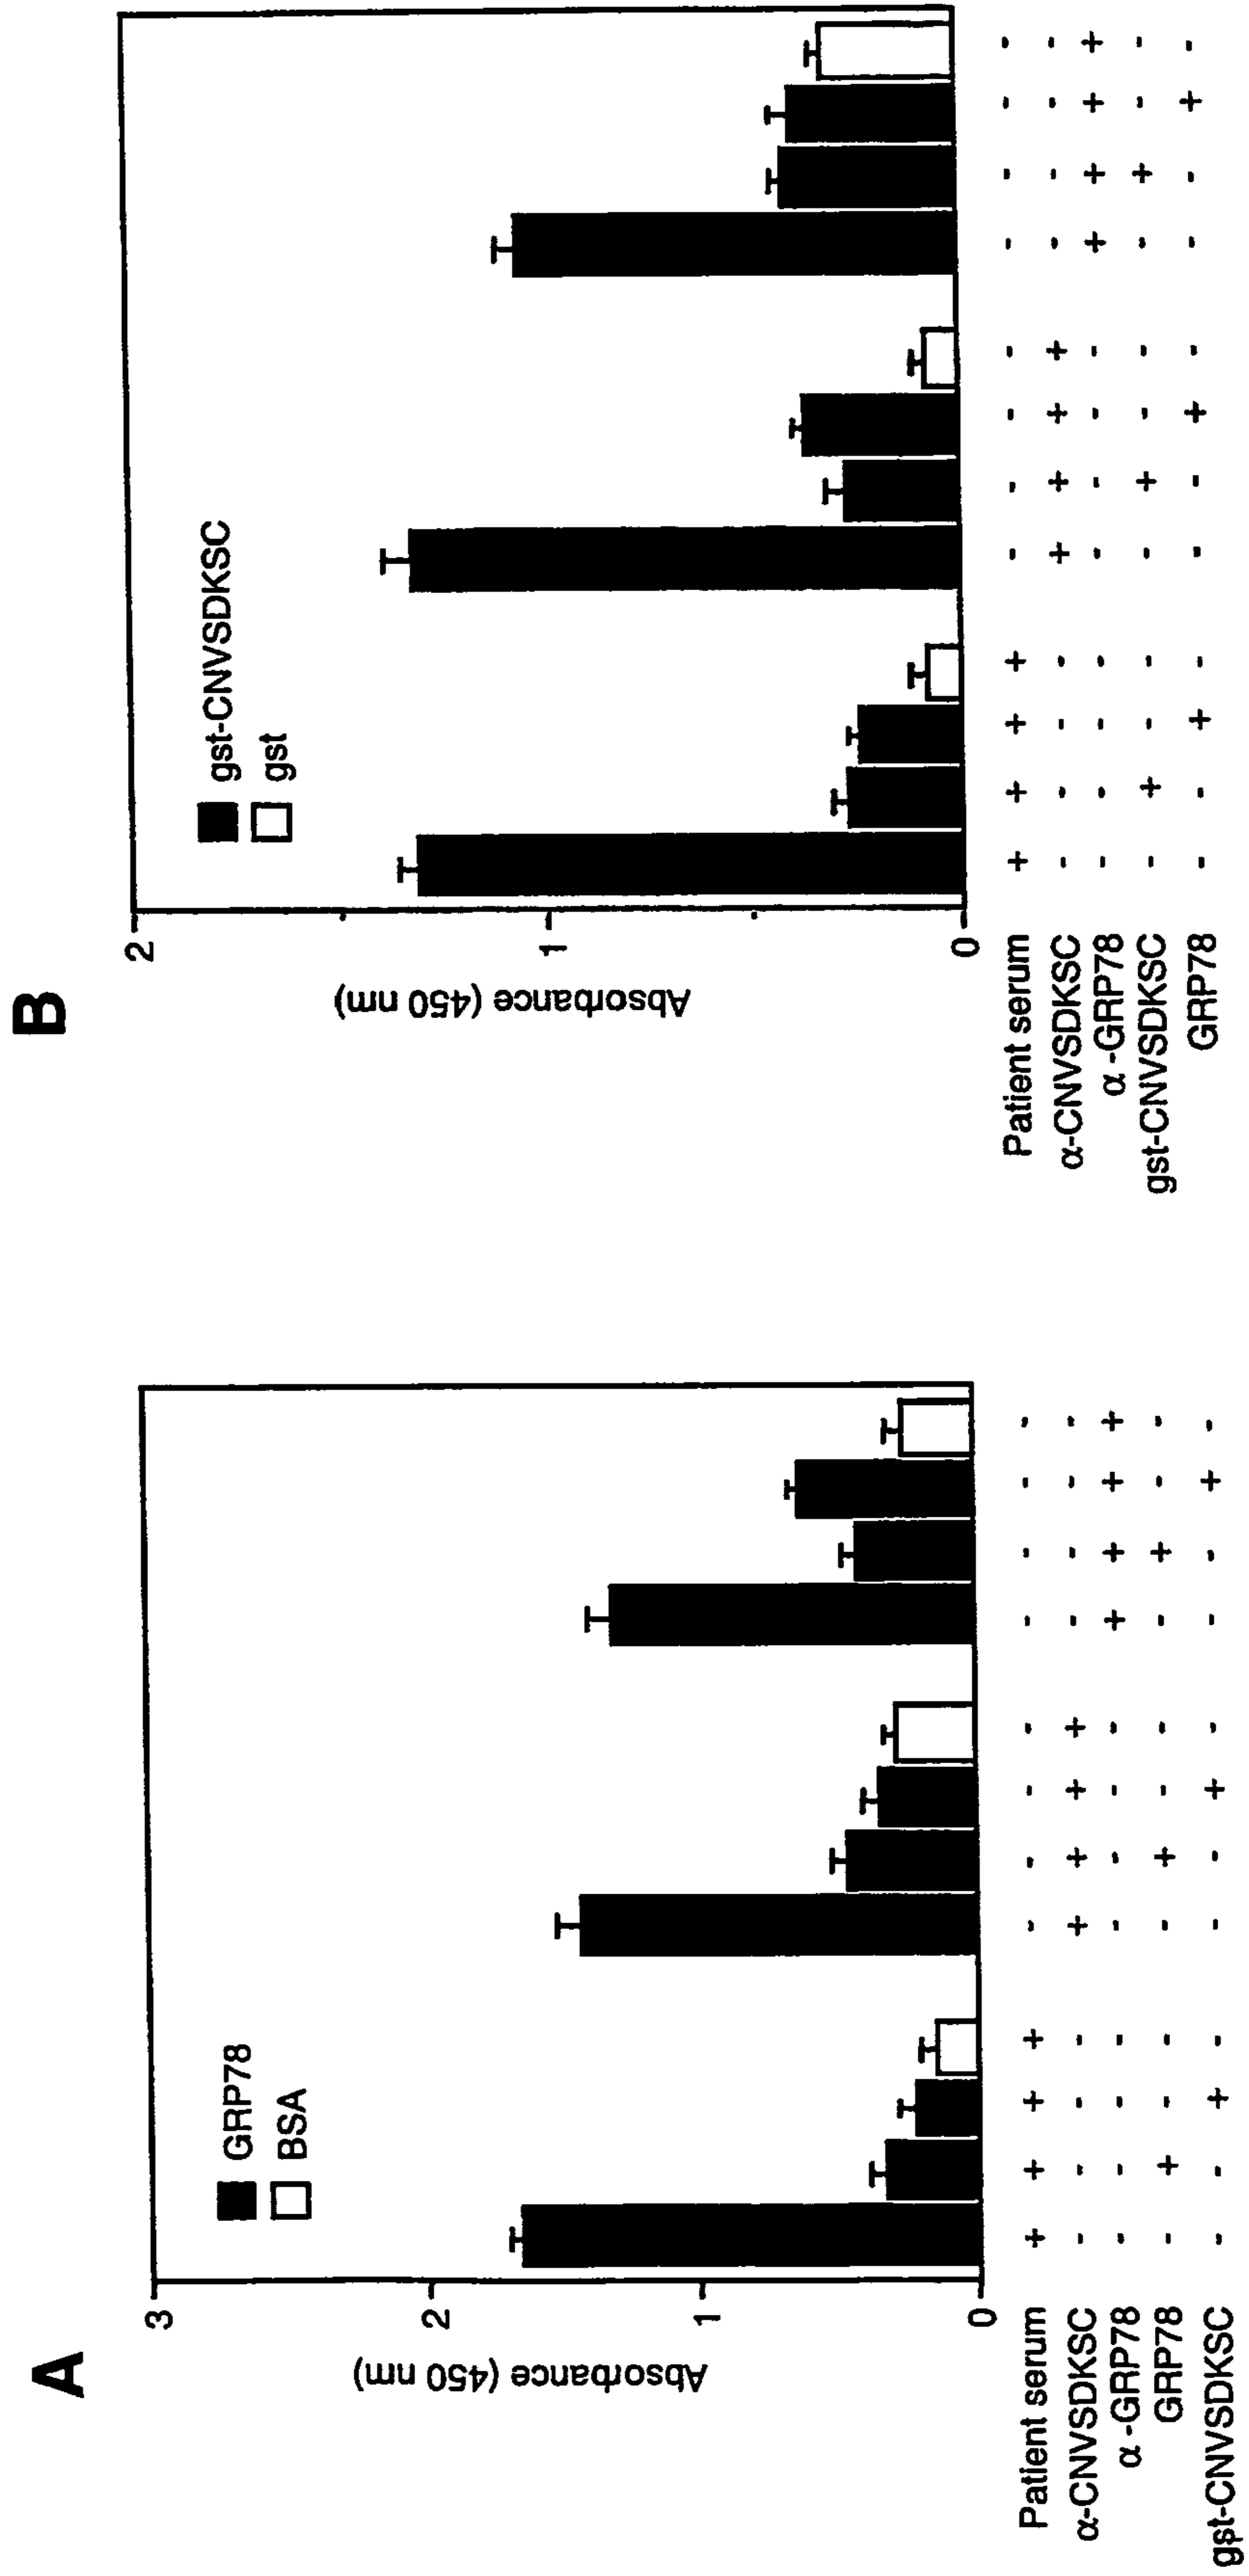 A
3
2
1
0
Absorbance (450 nm)
GRP78
BSA
Patient serum + + + + - - - - - - - -
α-CNVSDKSC - - - - + + + + - - - -
α -GRP78 - - - - - - - - + + + +
GRP78 - + - - - + - - - + - -
gst-CNVSDKSC - - + - - - + - - - + -
B
2
1
0
Absorbance (450 nm)
gst-CNVSDKSC
gst
Patient serum + + + + - - - - - - - -
α-CNVSDKSC - - - - + + + + - - - -
α -GRP78 - - - - - - - - + + + +
gst-CNVSDKSC - + - - - + - - - + - -
GRP78 - - + - - - + - - - + -